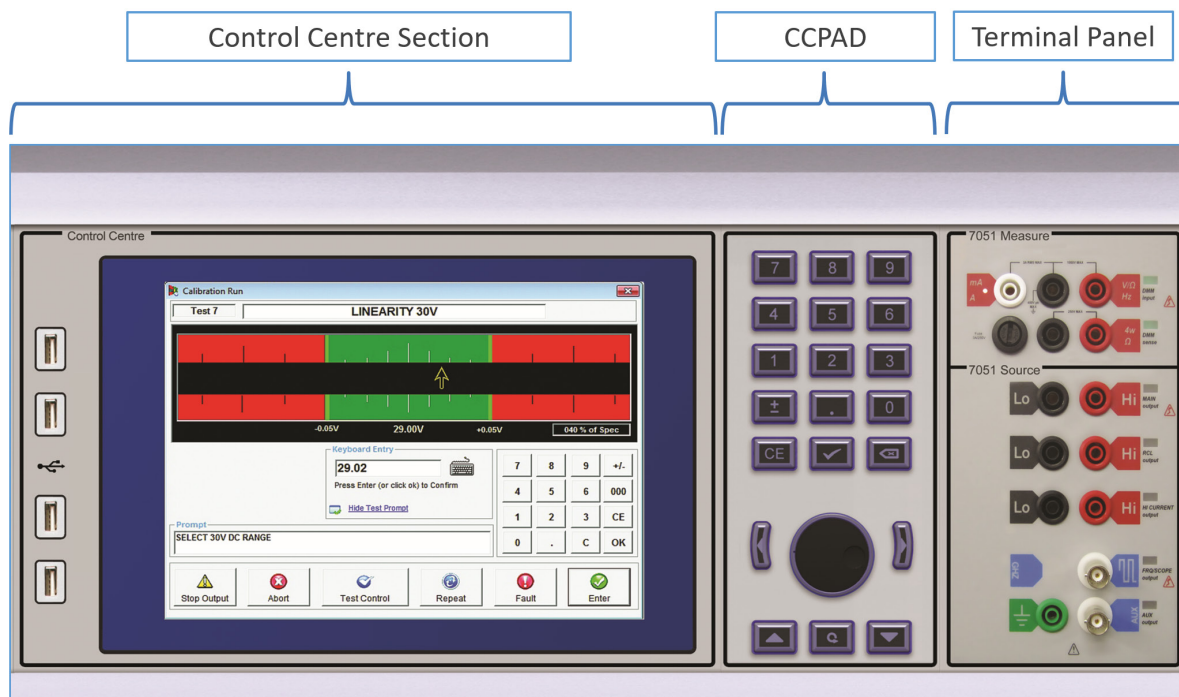 Control Centre Section
CCPAD
Terminal Panel
Control Centre
Calibration Run
Test 7
LINEARITY 30V
-0.05V
29.00V
+0.05V
040 % of Spec
Keyboard Entry
29.02
Press Enter (or click ok) to Confirm
Hide Test Prompt
7 8 9 +/-
4 5 6 000
1 2 3 CE
0 . C OK
Prompt
SELECT 30V DC RANGE
Stop Output
Abort
Test Control
Repeat
Fault
Enter
7 8 9
4 5 6
1 2 3
± . 0
CE
7051 Measure
mA
A
V/Ω
Hz
DMM
input
4w
Ω
DMM
sense
7051 Source
Lo Hi MAIN
output
Lo Hi RCL
output
Lo Hi HI CURRENT
output
GHz
FRQ/SCOPE
output
AUX
AUX
output